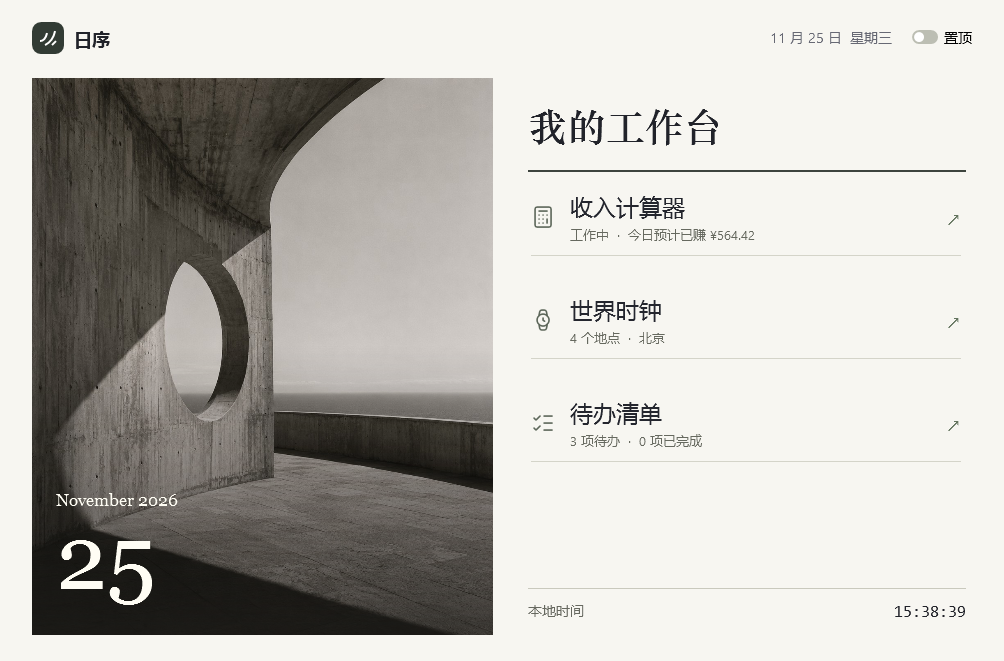 日序
11 月 25 日 星期三
置顶
November 2026
25
我的工作台
收入计算器
工作中 · 今日预计已赚 ¥564.42
世界时钟
4 个地点 · 北京
待办清单
3 项待办 · 0 项已完成
本地时间
15:38:39